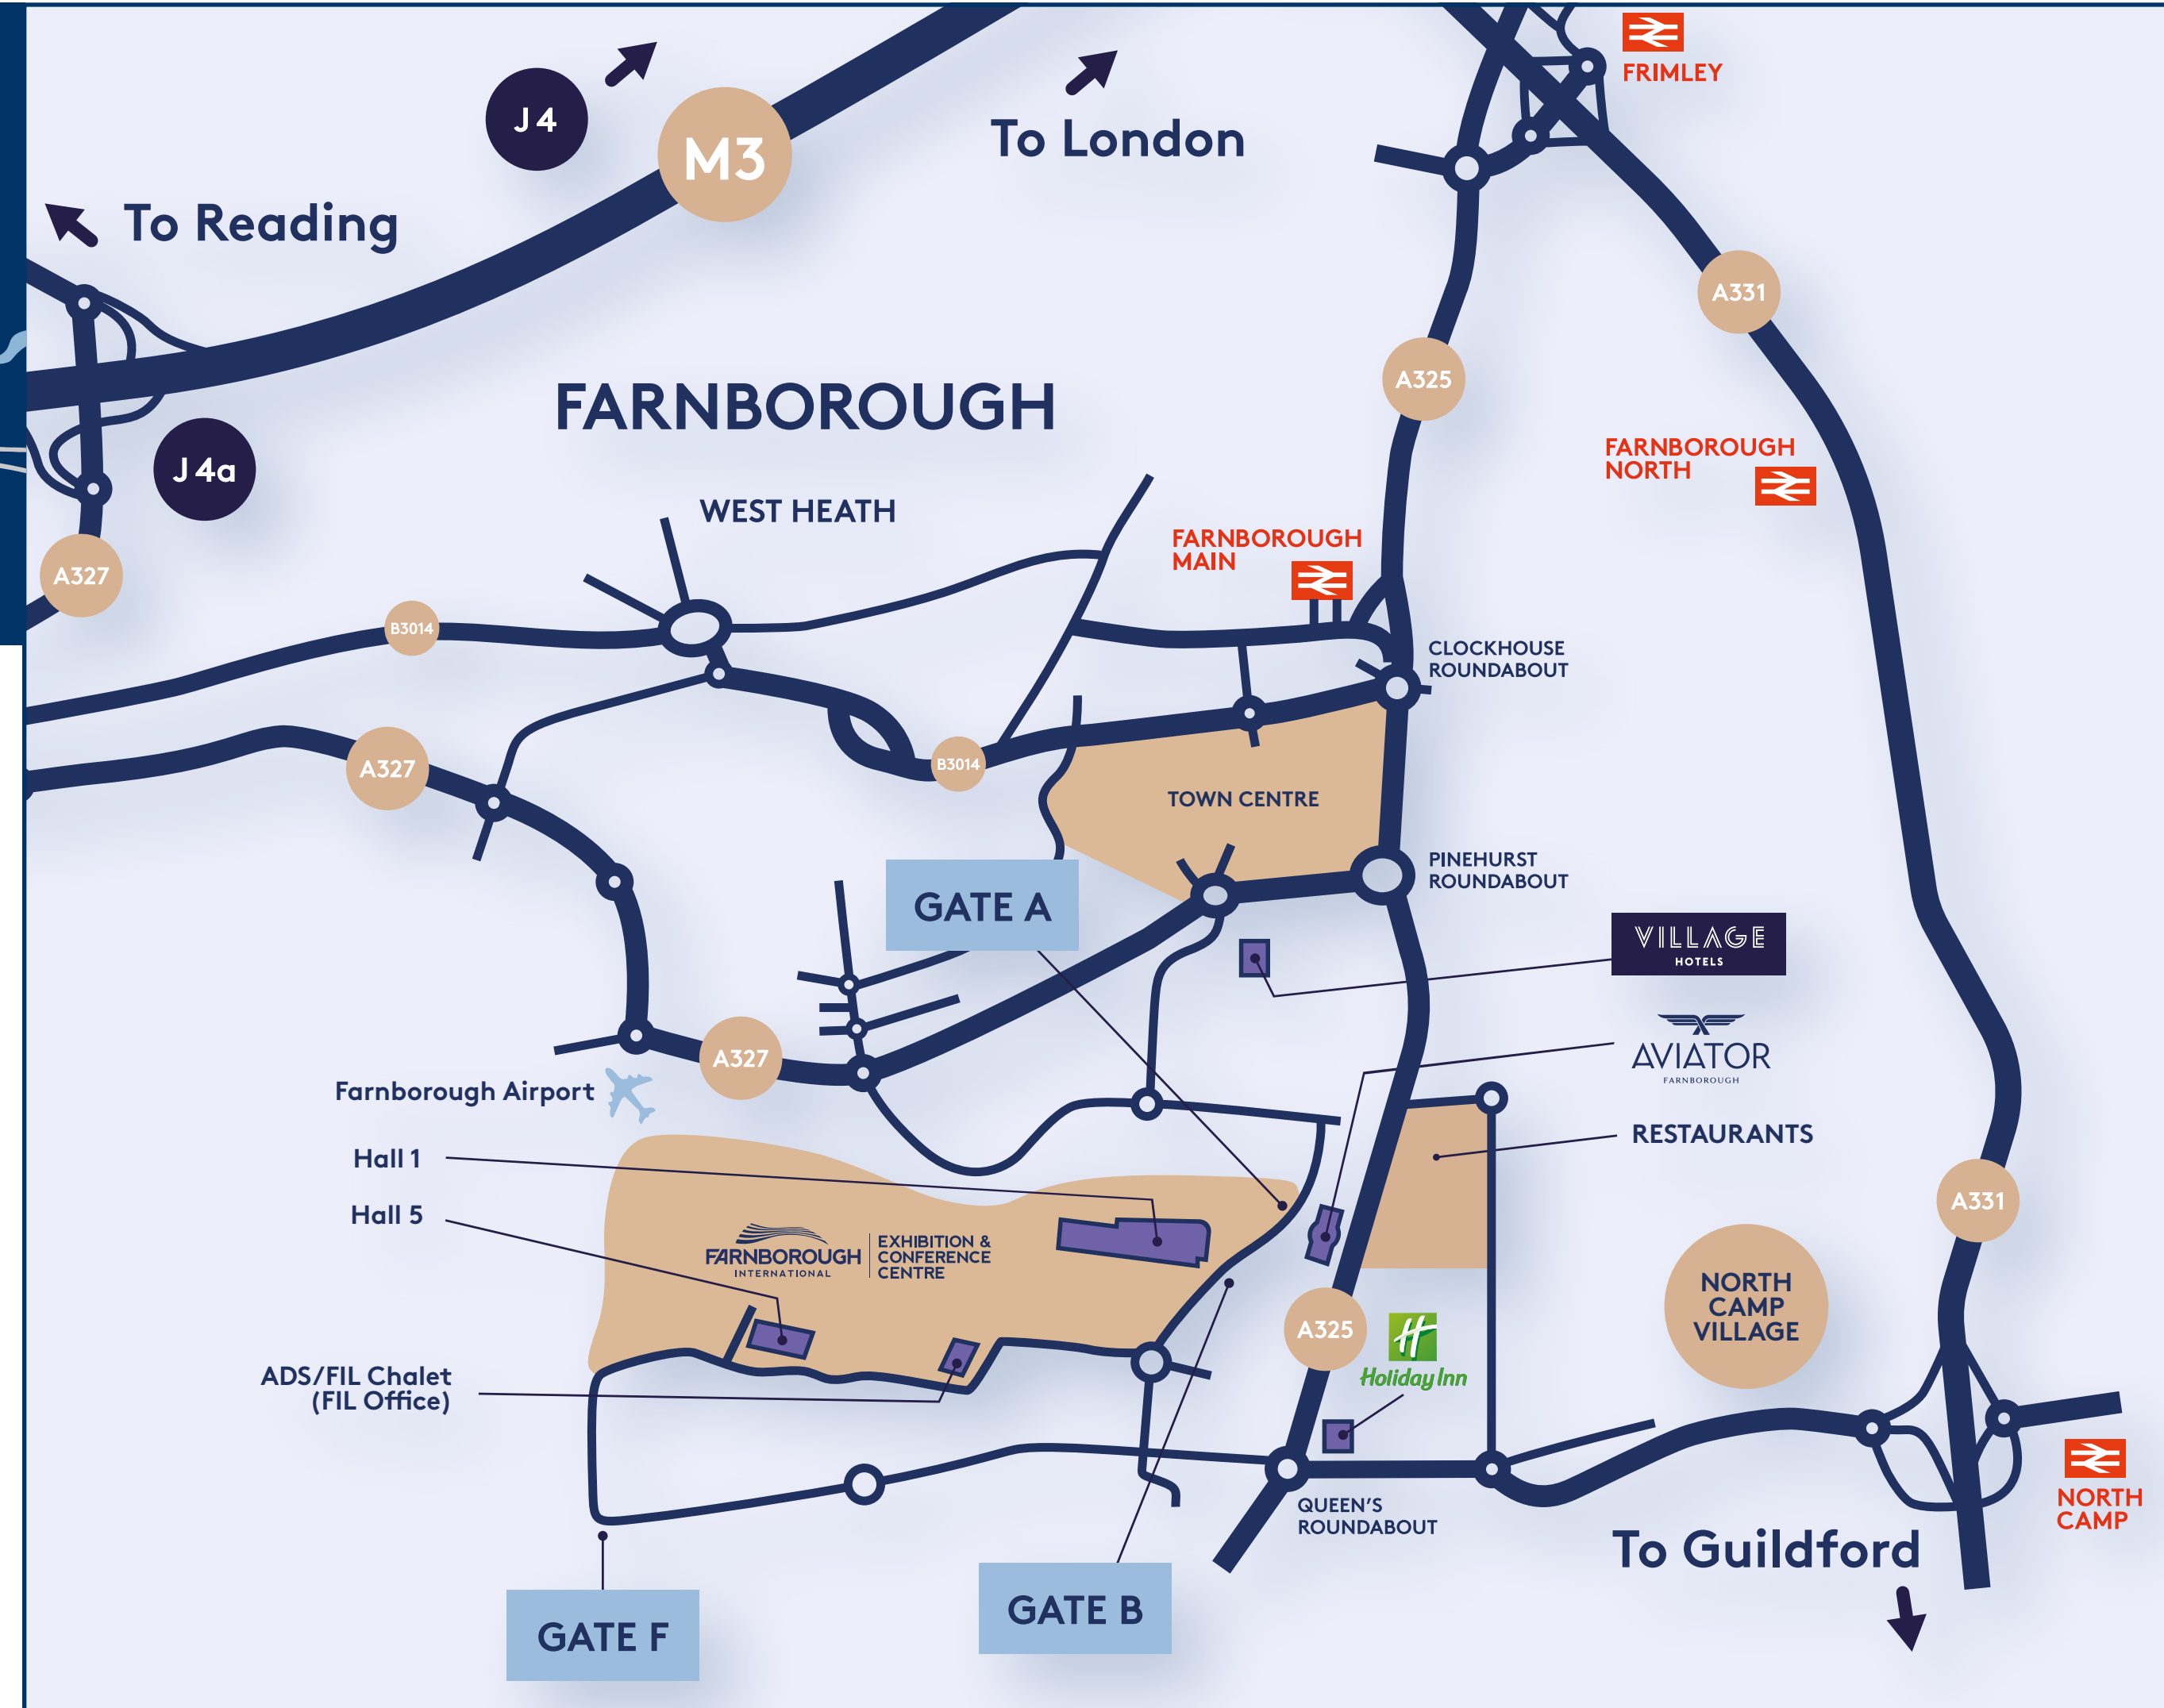 FRIMLEY
J4
M3
To London
To Reading
A331
A325
FARNBOROUGH
J4a
FARNBOROUGH
NORTH
WEST HEATH
FARNBOROUGH
MAIN
A327
B3014
CLOCKHOUSE
ROUNDABOUT
A327
B3014
TOWN CENTRE
PINEHURST
ROUNDABOUT
GATE A
VILLAGE
HOTELS
AVIATOR
FARNBOROUGH
A327
Farnborough Airport
RESTAURANTS
Hall 1
A331
Hall 5
FARNBOROUGH
INTERNATIONAL
EXHIBITION &
CONFERENCE
CENTRE
NORTH
CAMP
VILLAGE
A325
H
Holiday Inn
ADS/FIL Chalet
(FIL Office)
NORTH
CAMP
QUEEN'S
ROUNDABOUT
To Guildford
GATE B
GATE F